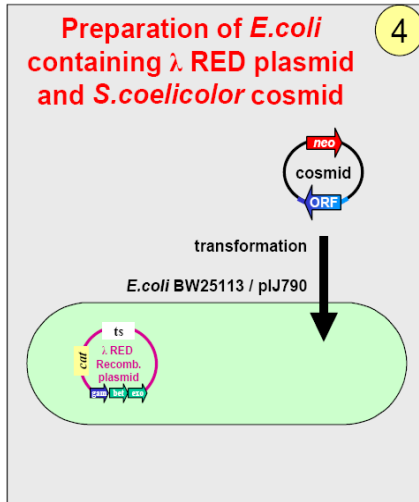 Preparation of E.coli
containing λ RED plasmid
and S.coelicolor cosmid
4
neo
cosmid
ORF
transformation
E.coli BW25113 / pIJ790
ts
cat
λ RED
Recomb.
plasmid
gam bet exo